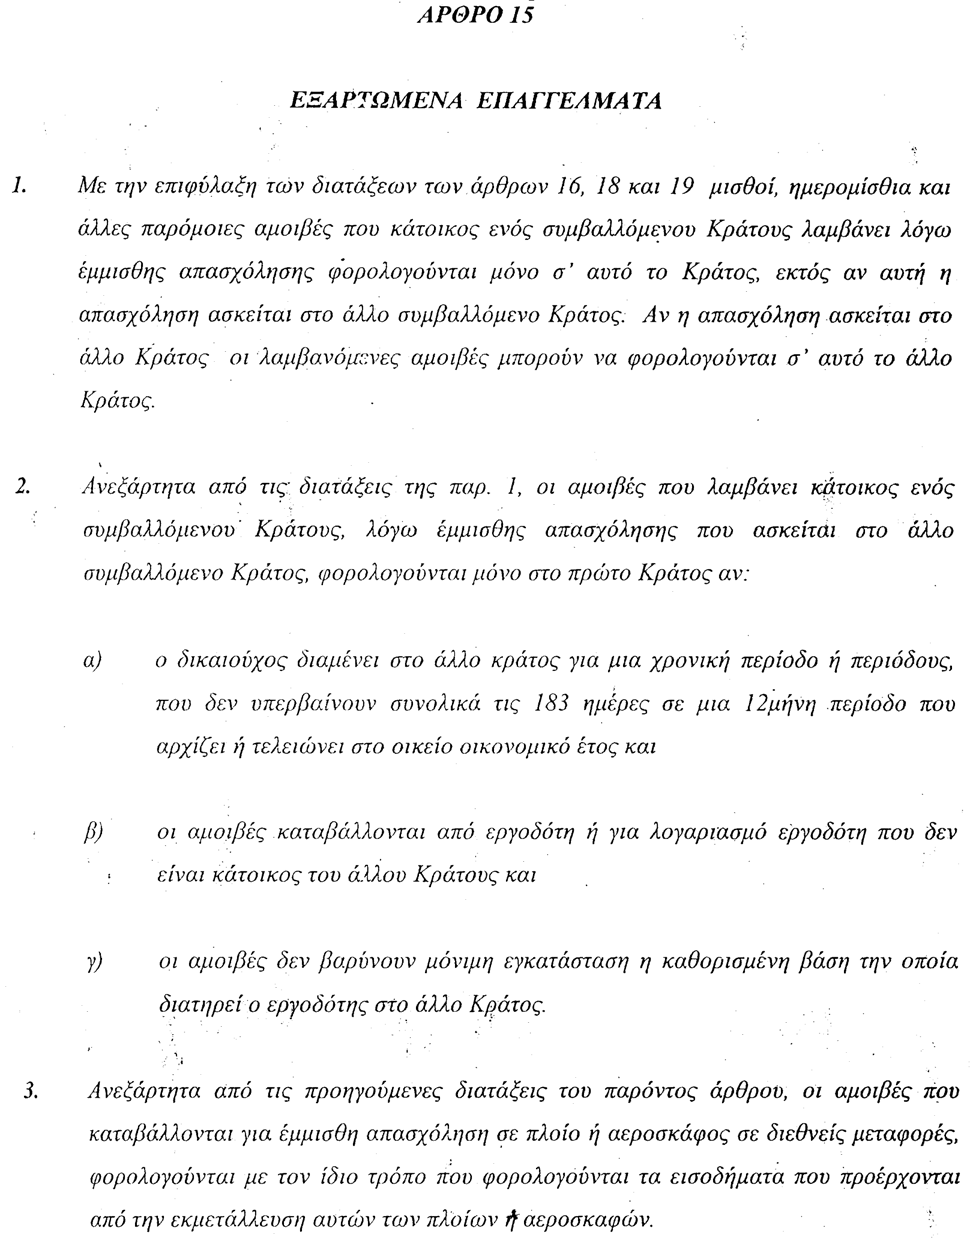 ΑΡΘΡΟ 15
ΕΞΑΡΤΩΜΕΝΑ ΕΠΑΓΓΕΛΜΑΤΑ
1. Με την επιφύλαξη των διατάξεων των άρθρων 16, 18 και 19 μισθοί, ημερομίσθια και
άλλες παρόμοιες αμοιβές που κάτοικος ενός συμβαλλόμενου Κράτους λαμβάνει λόγω
έμμισθης απασχόλησης φορολογούνται μόνο σ' αυτό το Κράτος, εκτός αν αυτή η
απασχόληση ασκείται στο άλλο συμβαλλόμενο Κράτος. Αν η απασχόληση ασκείται στο
άλλο Κράτος οι λαμβανόμενες αμοιβές μπορούν να φορολογούνται σ' αυτό το άλλο
Κράτος.
2. Ανεξάρτητα από τις διατάξεις της παρ. 1, οι αμοιβές που λαμβάνει κάτοικος ενός
συμβαλλόμενου Κράτους, λόγω έμμισθης απασχόλησης που ασκείται στο άλλο
συμβαλλόμενο Κράτος, φορολογούνται μόνο στο πρώτο Κράτος αν:
α) ο δικαιούχος διαμένει στο άλλο κράτος για μια χρονική περίοδο ή περιόδους,
που δεν υπερβαίνουν συνολικά τις 183 ημέρες σε μια 12μήνη περίοδο που
αρχίζει ή τελειώνει στο οικείο οικονομικό έτος και
β) οι αμοιβές καταβάλλονται από εργοδότη ή για λογαριασμό εργοδότη που δεν
είναι κάτοικος του άλλου Κράτους και
γ) οι αμοιβές δεν βαρύνουν μόνιμη εγκατάσταση η καθορισμένη βάση την οποία
διατηρεί ο εργοδότης στο άλλο Κράτος.
3. Ανεξάρτητα από τις προηγούμενες διατάξεις του παρόντος άρθρου, οι αμοιβές που
καταβάλλονται για έμμισθη απασχόληση σε πλοίο ή αεροσκάφος σε διεθνείς μεταφορές,
φορολογούνται με τον ίδιο τρόπο που φορολογούνται τα εισοδήματα που προέρχονται
από την εκμετάλλευση αυτών των πλοίων ή αεροσκαφών.